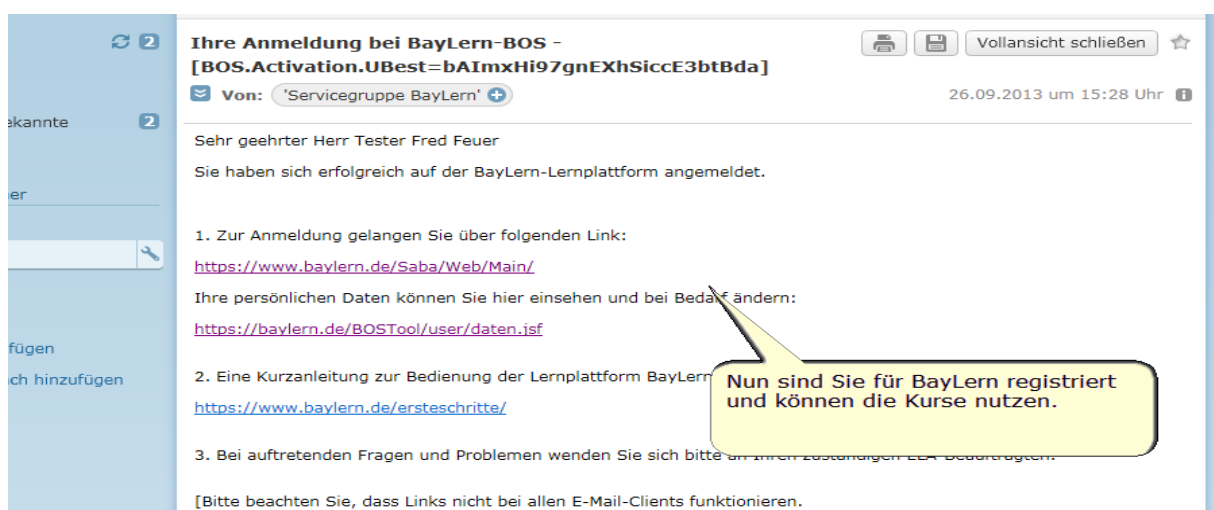 2
Ihre Anmeldung bei BayLern-BOS -
[BOS.Activation.UBest=bAImxHi97gnEXhSiccE3btBda]
Vollansicht schließen
Von: 'Servicegruppe BayLern'
26.09.2013 um 15:28 Uhr
ekannte 2
er
fügen
ch hinzufügen
Sehr geehrter Herr Tester Fred Feuer
Sie haben sich erfolgreich auf der BayLern-Lernplattform angemeldet.
1. Zur Anmeldung gelangen Sie über folgenden Link:
https://www.baylern.de/Saba/Web/Main/
Ihre persönlichen Daten können Sie hier einsehen und bei Bedarf ändern:
https://baylern.de/BOSTool/user/daten.jsf
2. Eine Kurzanleitung zur Bedienung der Lernplattform BayLern
https://www.baylern.de/ersteschritte/
3. Bei auftretenden Fragen und Problemen wenden Sie sich bitte an Ihren zuständigen
[Bitte beachten Sie, dass Links nicht bei allen E-Mail-Clients funktionieren.
Nun sind Sie für BayLern registriert
und können die Kurse nutzen.